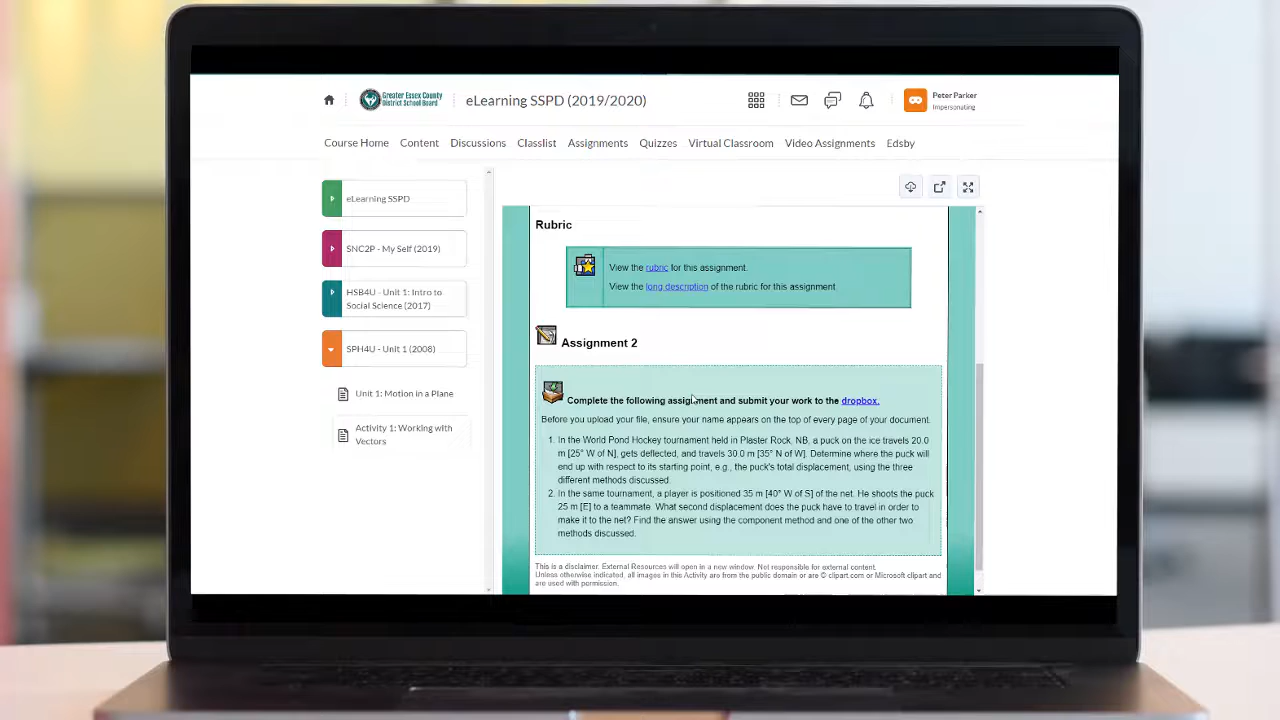 Greater Essex County
District School Board
eLearning SSPD (2019/2020)
Peter Parker
Impersonating
Course Home Content Discussions Classlist Assignments Quizzes Virtual Classroom Video Assignments Edsby
eLearning SSPD
SNC2P - My Self (2019)
HSB4U - Unit 1: Intro to
Social Science (2017)
SPH4U - Unit 1 (2008)
Unit 1: Motion in a Plane
Activity 1: Working with
Vectors
Rubric
View the rubric for this assignment.
View the long description of the rubric for this assignment.
Assignment 2
Complete the following assignment and submit your work to the dropbox.
Before you upload your file, ensure your name appears on the top of every page of your document.
1. In the World Pond Hockey tournament held in Plaster Rock, NB, a puck on the ice travels 20.0
m [25° W of N], gets deflected, and travels 30.0 m [35° N of W]. Determine where the puck will
end up with respect to its starting point, e.g., the puck's total displacement, using the three
different methods discussed.
2. In the same tournament, a player is positioned 35 m [40° W of S] of the net. He shoots the puck
25 m [E] to a teammate. What second displacement does the puck have to travel in order to
make it to the net? Find the answer using the component method and one of the other two
methods discussed.
This is a disclaimer. External Resources will open in a new window. Not responsible for external content.
Unless otherwise indicated, all images in this Activity are from the public domain or are © clipart.com or Microsoft clipart and
are used with permission.